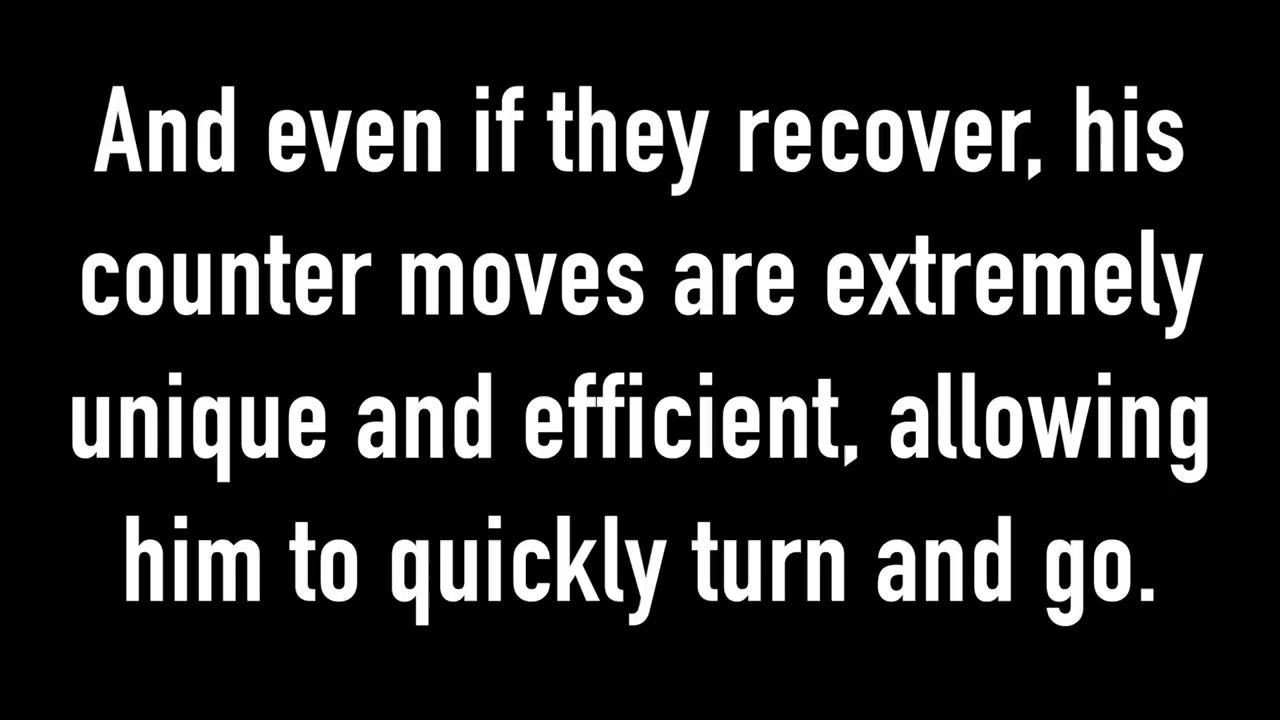 And even if they recover, his
counter moves are extremely
unique and efficient, allowing
him to quickly turn and go.